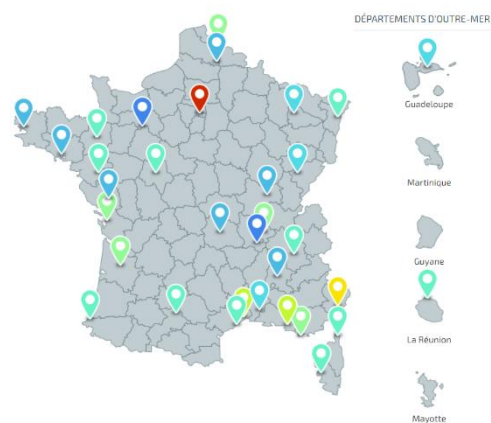 DÉPARTEMENTS D'OUTRE-MER
Guadeloupe
Martinique
Guyane
La Réunion
Mayotte